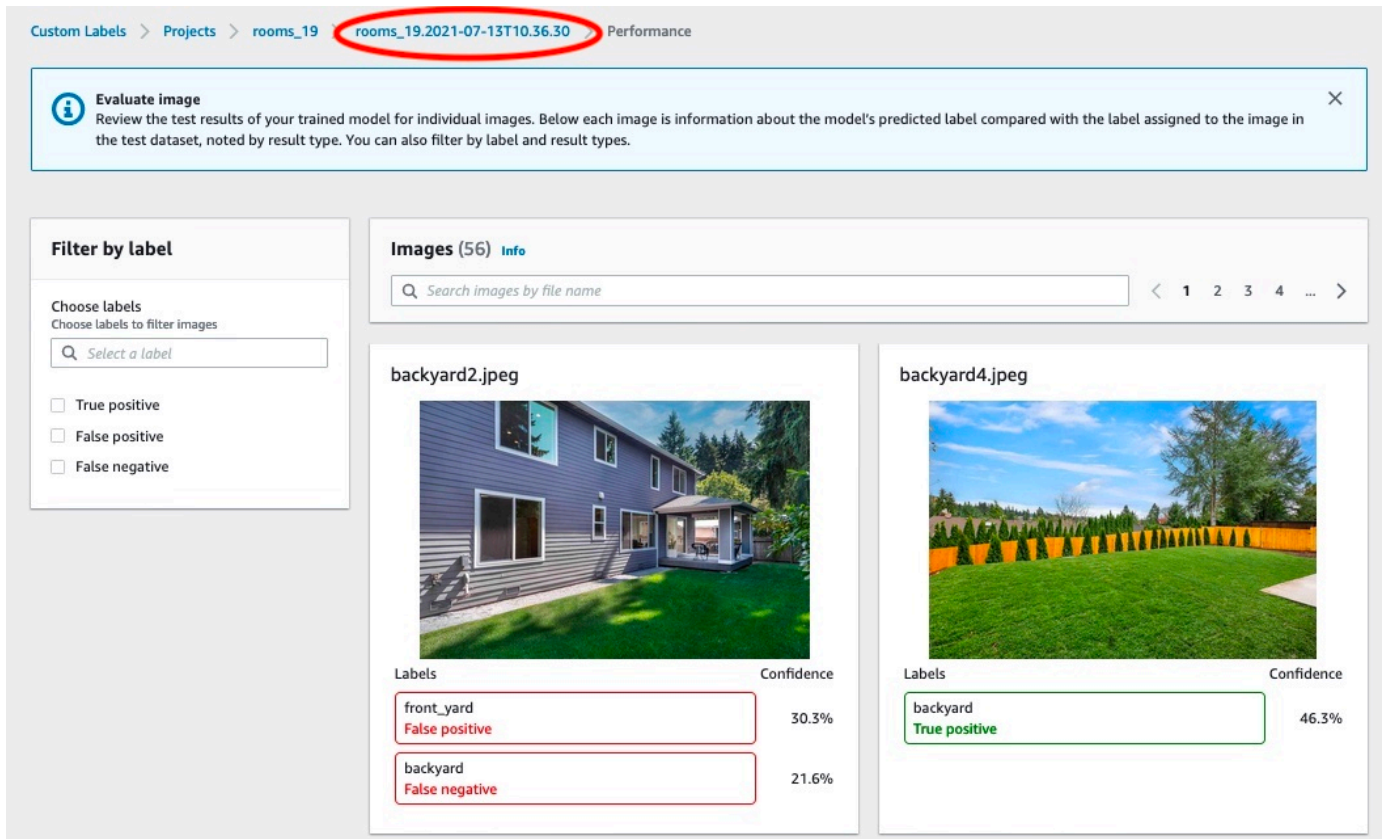 Custom Labels > Projects > rooms_19 > rooms_19.2021-07-13T10.36.30 > Performance
Evaluate image
Review the test results of your trained model for individual images. Below each image is information about the model's predicted label compared with the label assigned to the image in
the test dataset, noted by result type. You can also filter by label and result types.
Filter by label
Choose labels
Choose labels to filter images
Select a label
True positive
False positive
False negative
Images (56) Info
Search images by file name
< 1 2 3 4 ... >
backyard2.jpeg
Labels Confidence
front_yard
False positive
30.3%
backyard
False negative
21.6%
backyard4.jpeg
Labels Confidence
backyard
True positive
46.3%